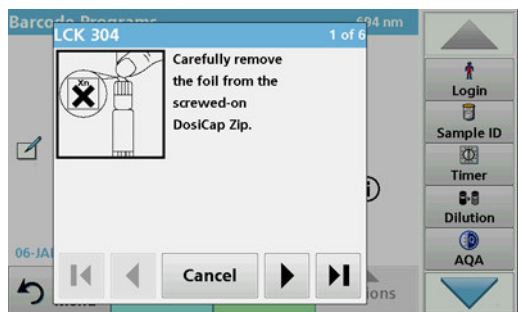 Barcode Programs
694 nm
LCK 304
1 of 6
Xn
Carefully remove
the foil from the
screwed-on
DosiCap Zip.
Login
Sample ID
Timer
Dilution
AQA
06-JA
Cancel
Menu
ions